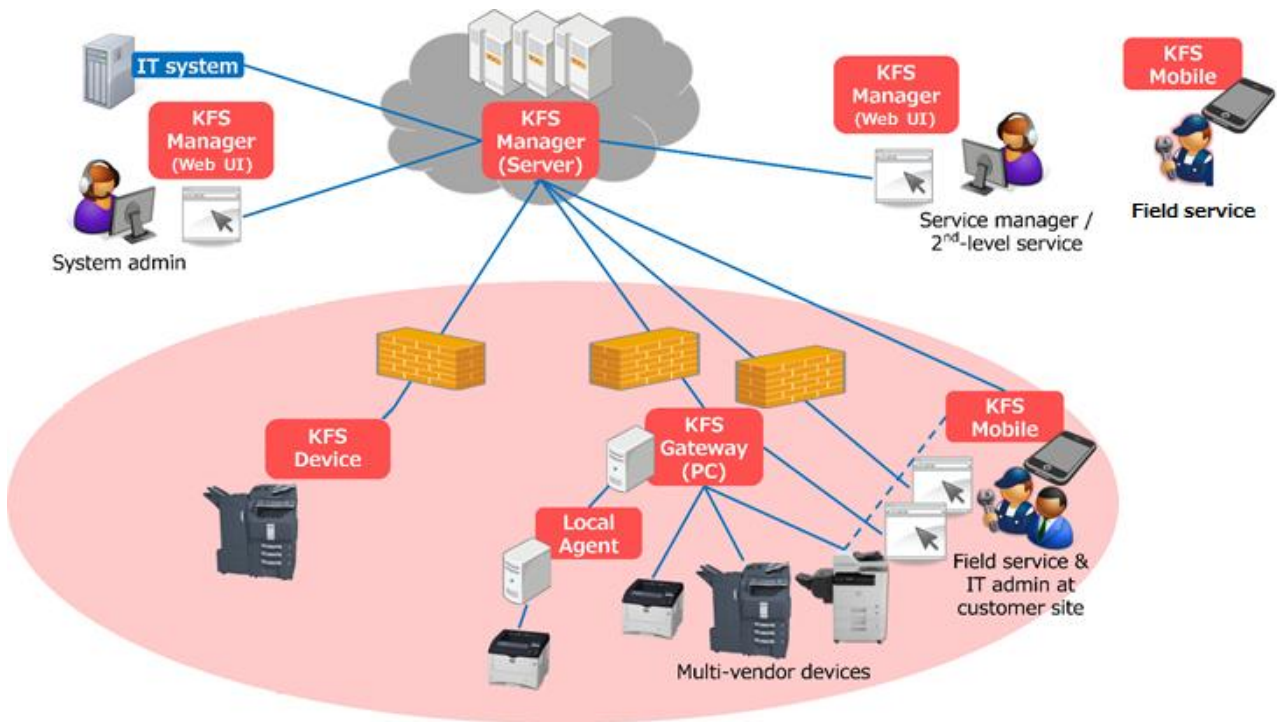 IT system
KFS
Manager
(Web UI)
System admin
KFS
Manager
(Server)
KFS
Manager
(Web UI)
Service manager /
2nd-level service
KFS
Mobile
Field service
KFS
Device
KFS
Gateway
(PC)
Local
Agent
Multi-vendor devices
KFS
Mobile
Field service &
IT admin at
customer site